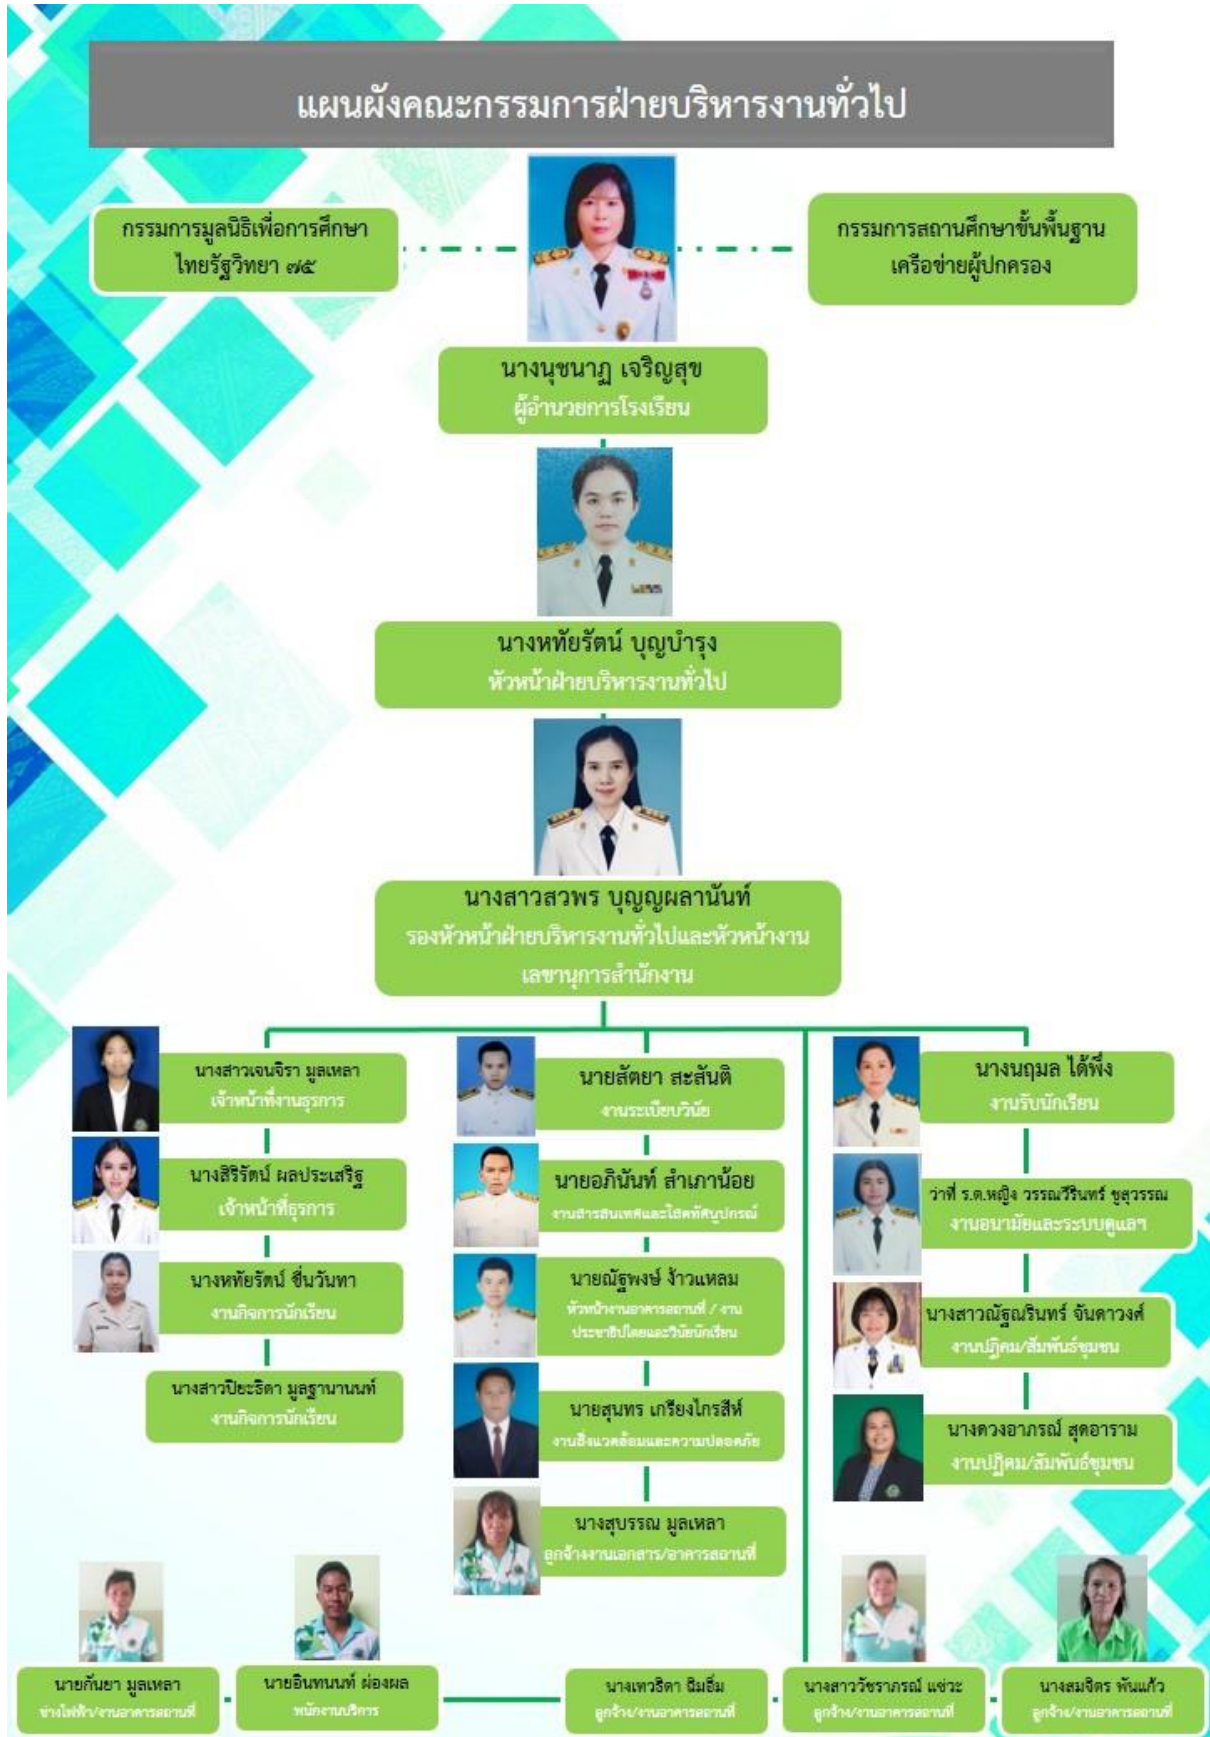 แผนผังคณะกรรมการฝ่ายบริหารงานทั่วไป
กรรมการมูลนิธิเพื่อการศึกษา
ไทยรัฐวิทยา ๗๕
กรรมการสถานศึกษาขั้นพื้นฐาน
เครือข่ายผู้ปกครอง
นางนุชนาฏ เจริญสุข
ผู้อำนวยการโรงเรียน
นางหทัยรัตน์ บุญบำรุง
หัวหน้าฝ่ายบริหารงานทั่วไป
นางสาวสวพร บุญญผลานันท์
รองหัวหน้าฝ่ายบริหารงานทั่วไปและหัวหน้างาน
เลขานุการสำนักงาน
นางสาวเจนจิรา มูลเหลา
เจ้าหน้าที่งานธุรการ
นางสิริรัตน์ ผลประเสริฐ
เจ้าหน้าที่ธุรการ
นางหทัยรัตน์ ชื่นวันทา
งานกิจการนักเรียน
นางสาวปิยะธิดา มูลฐานานนท์
งานกิจการนักเรียน
นายสัตยา สะสันติ
งานระเบียบวินัย
นายอภินันท์ สำเภาน้อย
งานสารสนเทศและโสตทัศนูปกรณ์
นายณัฐพงษ์ ง้าวแหลม
หัวหน้างานอาคารสถานที่ / งาน
ประชาธิปไตยและวินัยนักเรียน
นายสุนทร เกรียงไกรสีห์
งานสิ่งแวดล้อมและความปลอดภัย
นางสุบรรณ มูลเหลา
ลูกจ้างงานเอกสาร/อาคารสถานที่
นางนฤมล ได้พึ่ง
งานรับนักเรียน
ว่าที่ ร.ต.หญิง วรรณวีรินทร์ ชูสุวรรณ
งานอนามัยและระบบดูแลฯ
นางสาวณัฐณรินทร์ จันดาวงศ์
งานปฏิคม/สัมพันธ์ชุมชน
นางดวงอาภรณ์ สุดอาราม
งานปฏิคม/สัมพันธ์ชุมชน
นายกันยา มูลเหลา
ช่างไฟฟ้า/งานอาคารสถานที่
นายอินทนนท์ ผ่องผล
พนักงานบริการ
นางเทวธิดา ฉิมอิ่ม
ลูกจ้าง/งานอาคารสถานที่
นางสาววัชราภรณ์ แซ่วะ
ลูกจ้าง/งานอาคารสถานที่
นางสมจิตร พันแก้ว
ลูกจ้าง/งานอาคารสถานที่